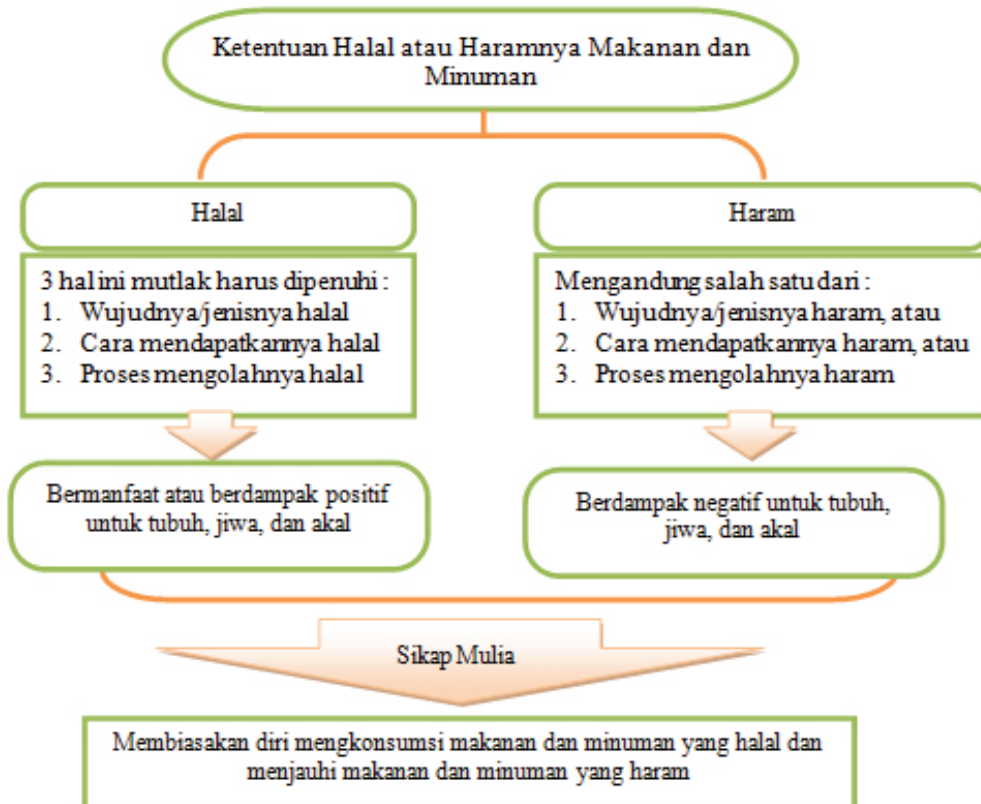 Ketentuan Halal atau Haramnya Makanan dan
Minuman
Halal
3 hal ini mutlak harus dipenuhi :
1. Wujudnya/jenisnya halal
2. Cara mendapatkannya halal
3. Proses mengolahnya halal
Bermanfaat atau berdampak positif
untuk tubuh, jiwa, dan akal
Haram
Mengandung salah satu dari :
1. Wujudnya/jenisnya haram, atau
2. Cara mendapatkannya haram, atau
3. Proses mengolahnya haram
Berdampak negatif untuk tubuh,
jiwa, dan akal
Sikap Mulia
Membiasakan diri mengkonsumsi makanan dan minuman yang halal dan
menjauhi makanan dan minuman yang haram